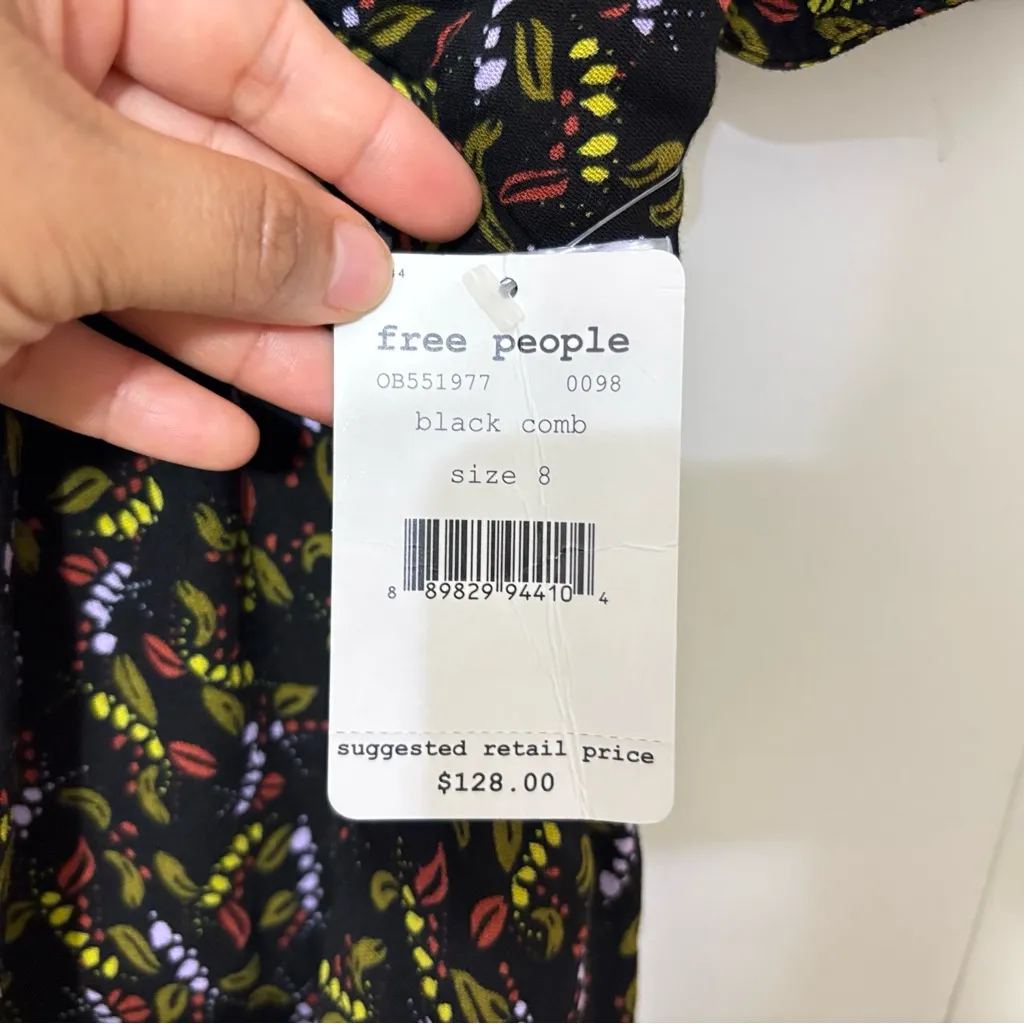 free people
OB551977 0098
black comb
size 8
8 89829 94410 4
suggested retail price
$128.00